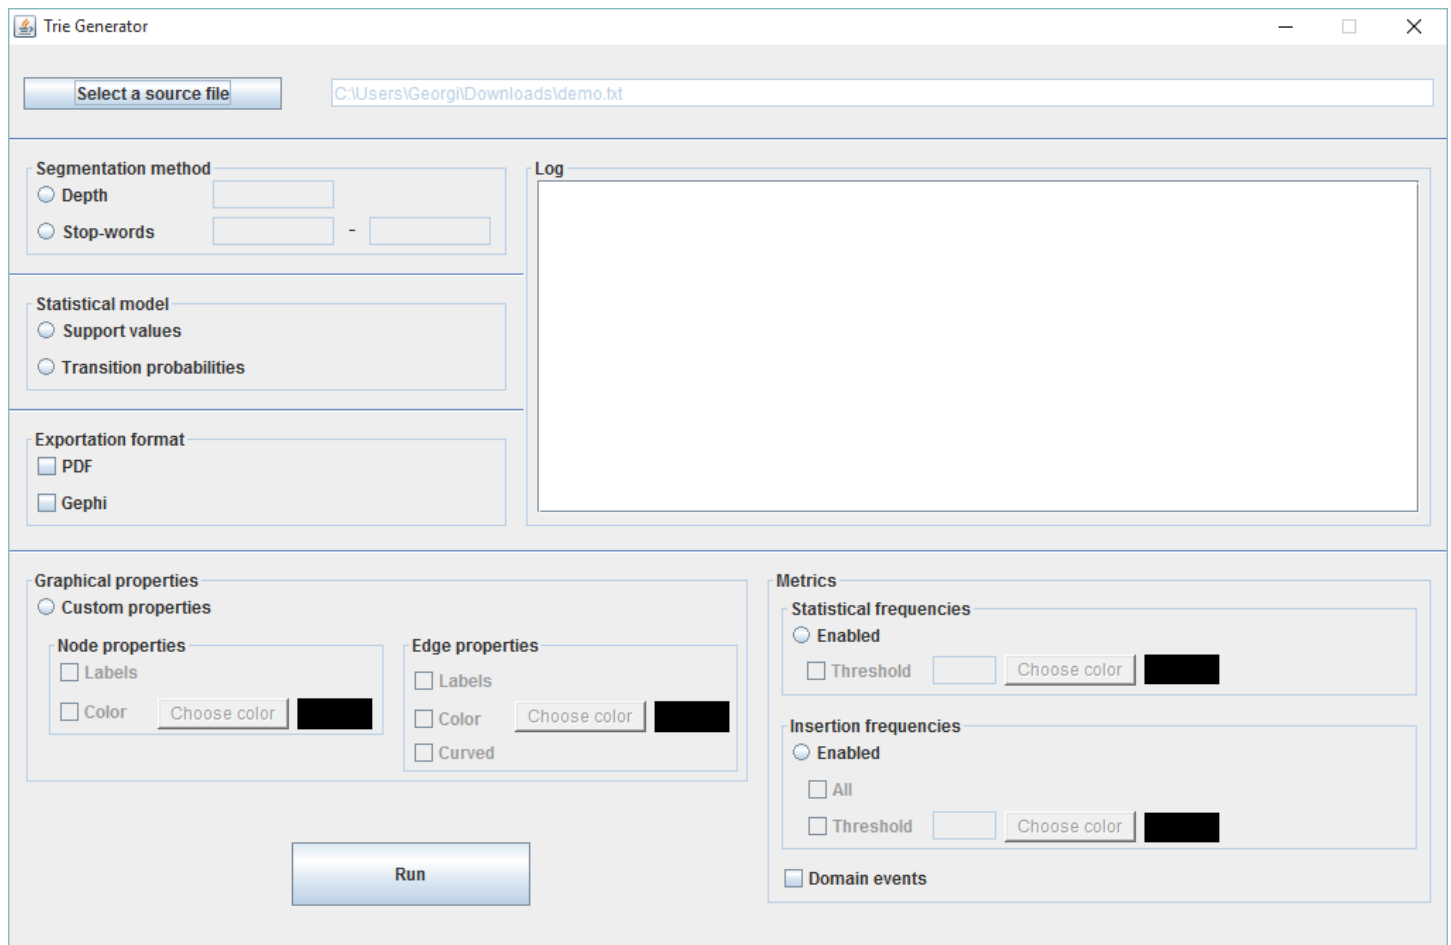 Trie Generator
Select a source file
C:\Users\Georgi\Downloads\demo.txt
Segmentation method
Depth
Stop-words -
Log
Statistical model
Support values
Transition probabilities
Exportation format
PDF
Gephi
Graphical properties
Custom properties
Node properties
Labels
Color Choose color
Edge properties
Labels
Color Choose color
Curved
Run
Metrics
Statistical frequencies
Enabled
Threshold Choose color
Insertion frequencies
Enabled
All
Threshold Choose color
Domain events